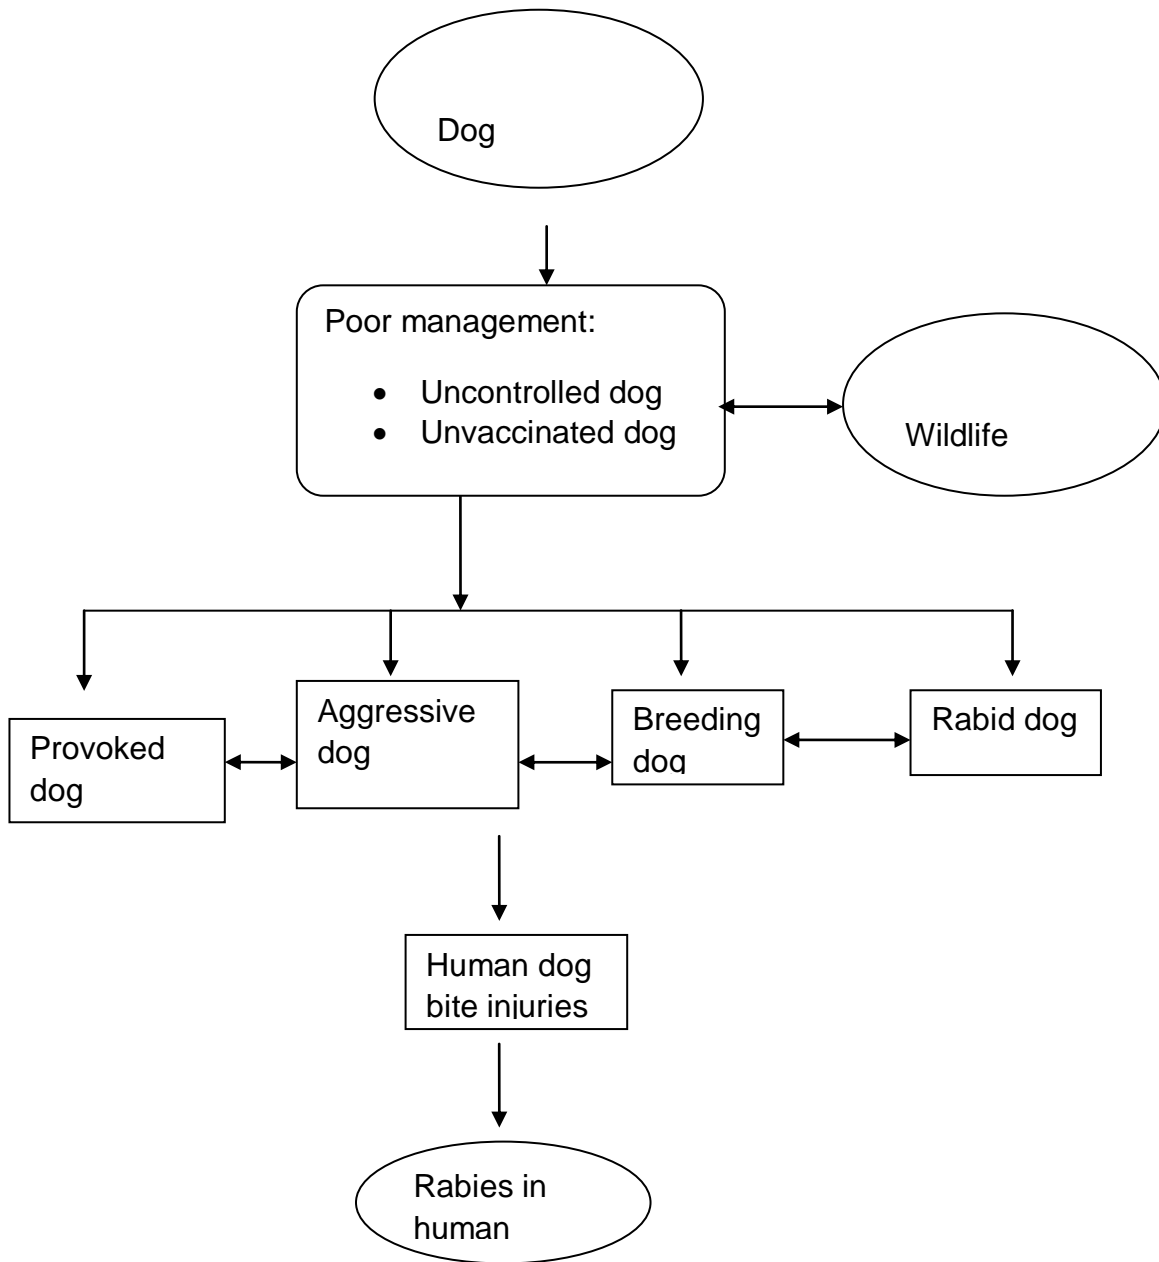 Dog
Poor management:
• Uncontrolled dog
• Unvaccinated dog
Wildlife
Provoked
dog
Aggressive
dog
Breeding
dog
Rabid dog
Human dog
bite injuries
Rabies in
human